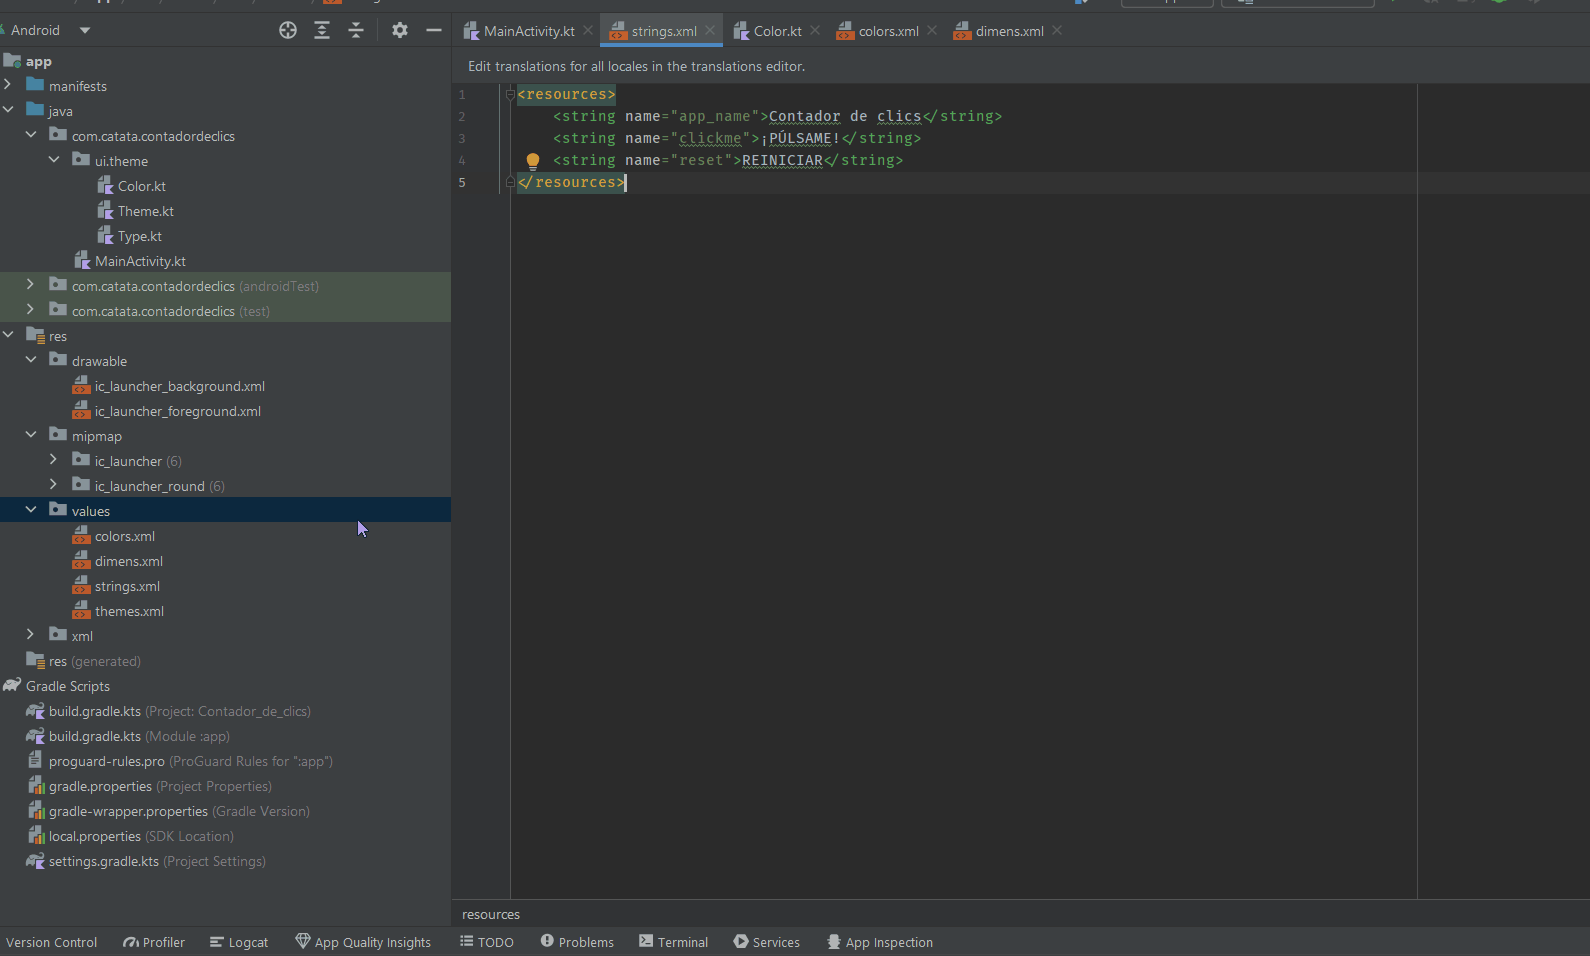 Android
MainActivity.kt
strings.xml
Color.kt
colors.xml
dimens.xml
Edit translations for all locales in the translations editor.
app
manifests
java
com.catata.contadordeclics
ui.theme
Color.kt
Theme.kt
Type.kt
MainActivity.kt
com.catata.contadordeclics (androidTest)
com.catata.contadordeclics (test)
res
drawable
ic_launcher_background.xml
ic_launcher_foreground.xml
mipmap
ic_launcher (6)
ic_launcher_round (6)
values
colors.xml
dimens.xml
strings.xml
themes.xml
xml
res (generated)
Gradle Scripts
build.gradle.kts (Project: Contador_de_clics)
build.gradle.kts (Module :app)
proguard-rules.pro (ProGuard Rules for ":app")
gradle.properties (Project Properties)
gradle-wrapper.properties (Gradle Version)
local.properties (SDK Location)
settings.gradle.kts (Project Settings)
1 <resources>
2 <string name="app_name">Contador de clics</string>
3 <string name="clickme">¡PÚLSAME!</string>
4 <string name="reset">REINICIAR</string>
5 </resources>
resources
Version Control
Profiler
Logcat
App Quality Insights
TODO
Problems
Terminal
Services
App Inspection